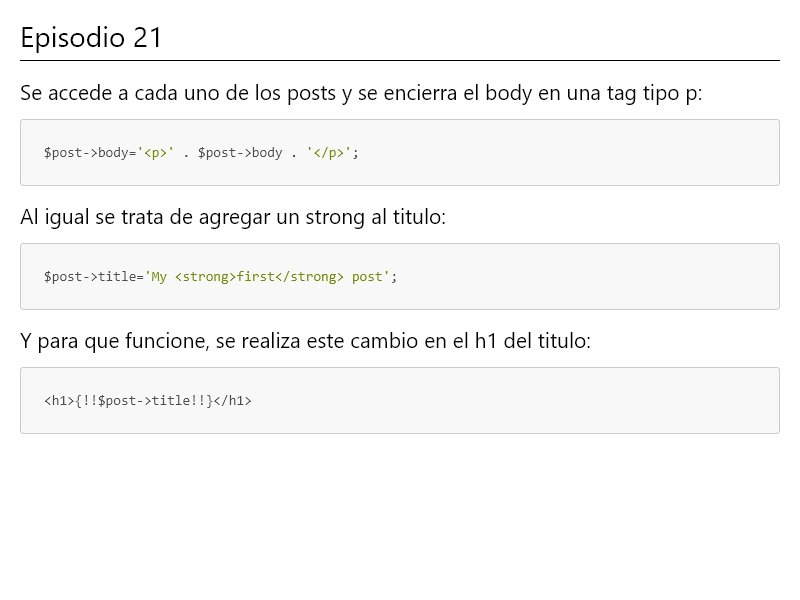 Episodio 21
Se accede a cada uno de los posts y se encierra el body en una tag tipo p:
$post->body='<p>' . $post->body . '</p>';
Al igual se trata de agregar un strong al titulo:
$post->title='My <strong>first</strong> post';
Y para que funcione, se realiza este cambio en el h1 del titulo:
<h1>{!!$post->title!!}</h1>